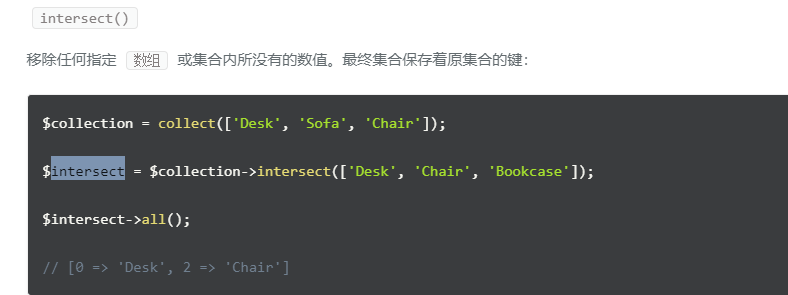 intersect()
移除任何指定 数组 或集合内所没有的数值。最终集合保存着原集合的键：
$collection = collect(['Desk', 'Sofa', 'Chair']);
$intersect = $collection->intersect(['Desk', 'Chair', 'Bookcase']);
$intersect->all();
// [0 => 'Desk', 2 => 'Chair']